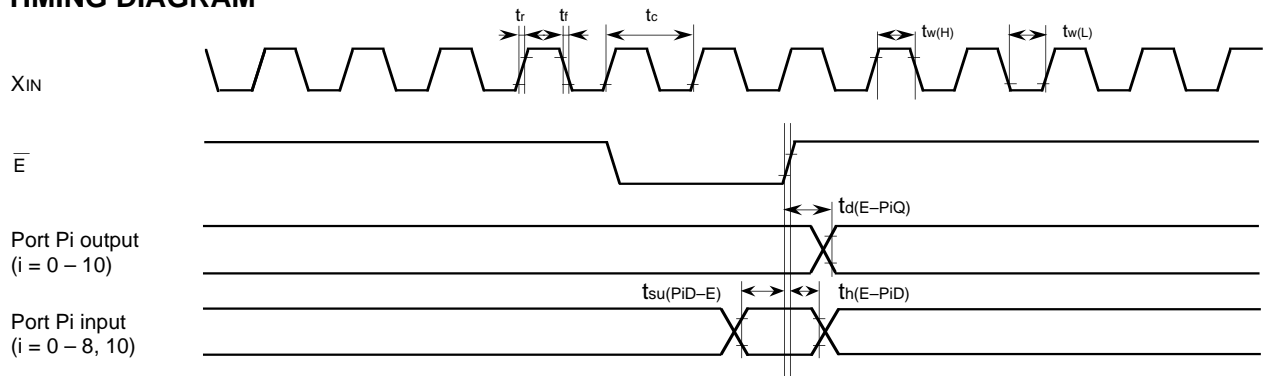 TIMING DIAGRAM
tr tf tc tw(H) tw(L)
XIN
E
td(E–PiQ)
Port Pi output
(i = 0 – 10)
tsu(PiD–E) th(E–PiD)
Port Pi input
(i = 0 – 8, 10)